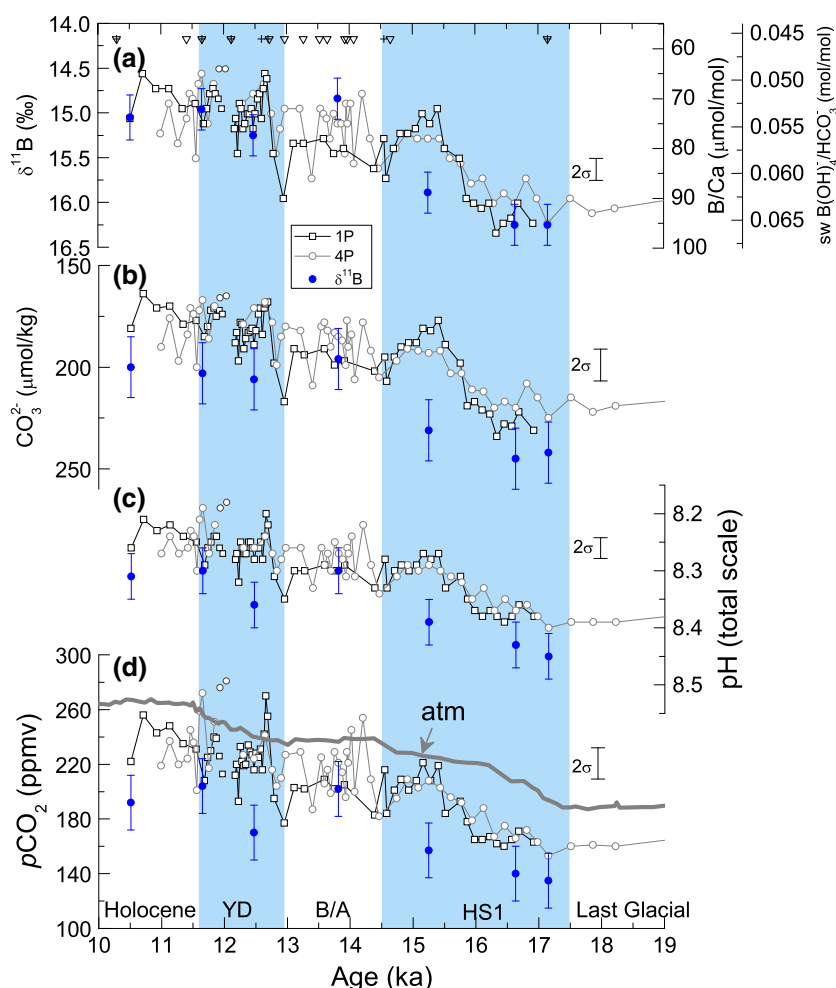 14.0
14.5
15.0
15.5
16.0
16.5
δ11B (‰)
(a)
60
70
80
90
100
B/Ca (μmol/mol)
0.050
0.055
0.060
0.065
sw B(OH)4-/HCO3- (mol/mol)
2σ
1P
4P
δ11B
(b)
150
200
250
CO32- (μmol/kg)
2σ
(c)
8.2
8.3
8.4
8.5
pH (total scale)
2σ
(d)
300
260
220
180
140
100
pCO2 (ppmv)
atm
2σ
Holocene YD B/A HS1 Last Glacial
10 11 12 13 14 15 16 17 18 19
Age (ka)